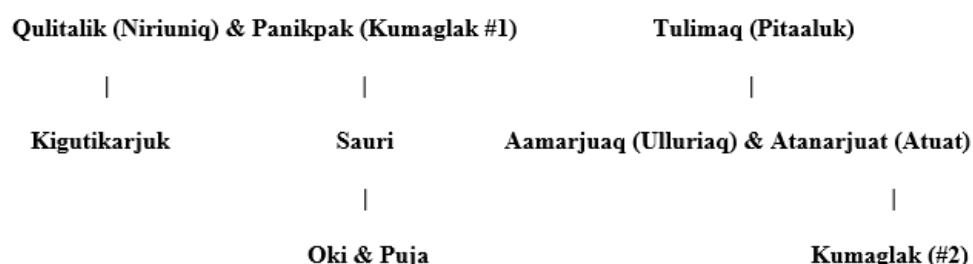 Qulitalik (Niriuniq) & Panikpak (Kumaglak #1) Tulimaq (Pitaaluk)
| | |
Kigutikarjuk Sauri Aamarjuaq (Ulluriaq) & Atanarjuat (Atuat)
| |
Oki & Puja Kumaglak (#2)